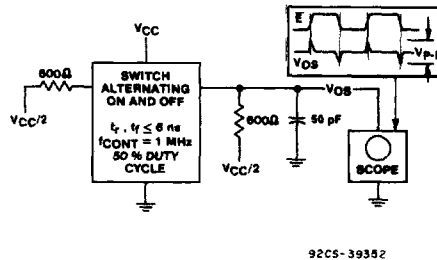 VCC
600Ω
VCC/2
SWITCH
ALTERNATING
ON AND OFF
tr , tf ≤ 6 ns
fCONT = 1 MHz
50 % DUTY
CYCLE
600Ω
VCC/2
50 pF
VOS
E̅
VOS
VP-
SCOPE
92CS-39352